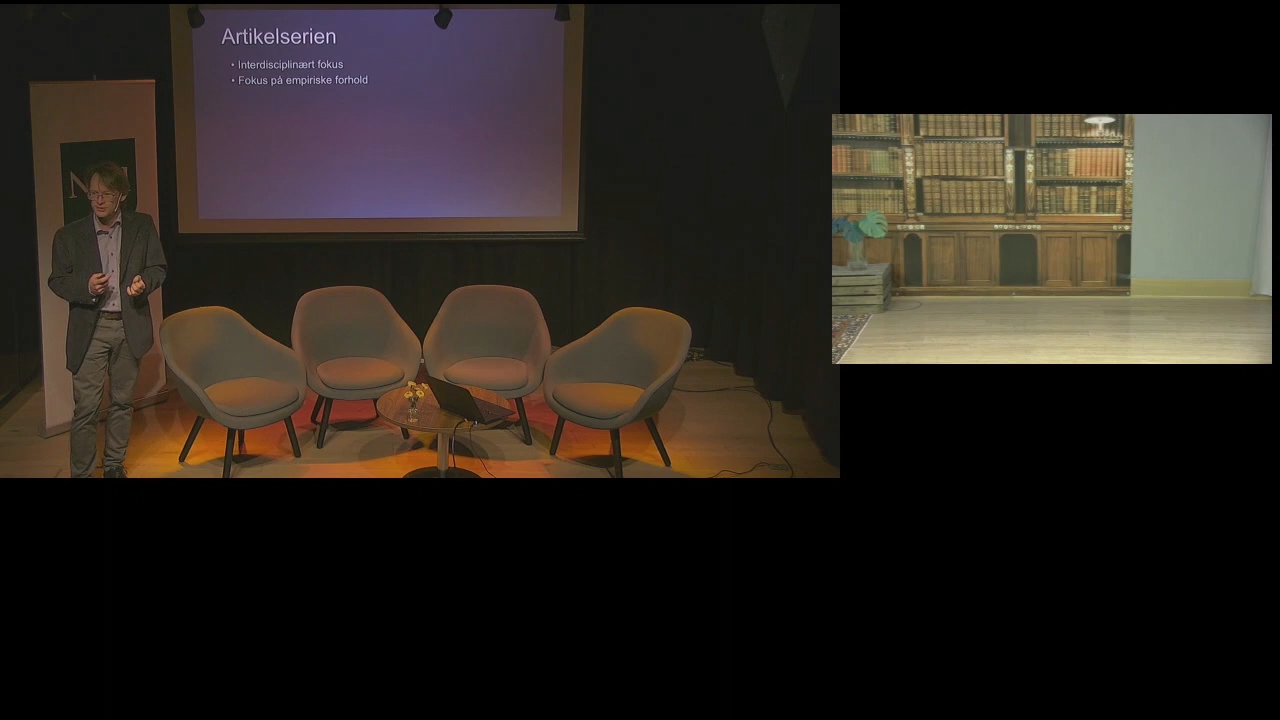 Artikelserien
• Interdisciplinært fokus
• Fokus på empiriske forhold